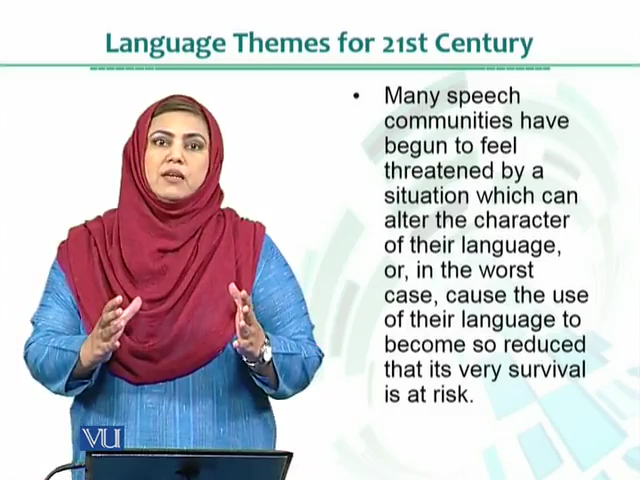 Language Themes for 21st Century
• Many speech
communities have
begun to feel
threatened by a
situation which can
alter the character
of their language,
or, in the worst
case, cause the use
of their language to
become so reduced
that its very survival
is at risk.
VU